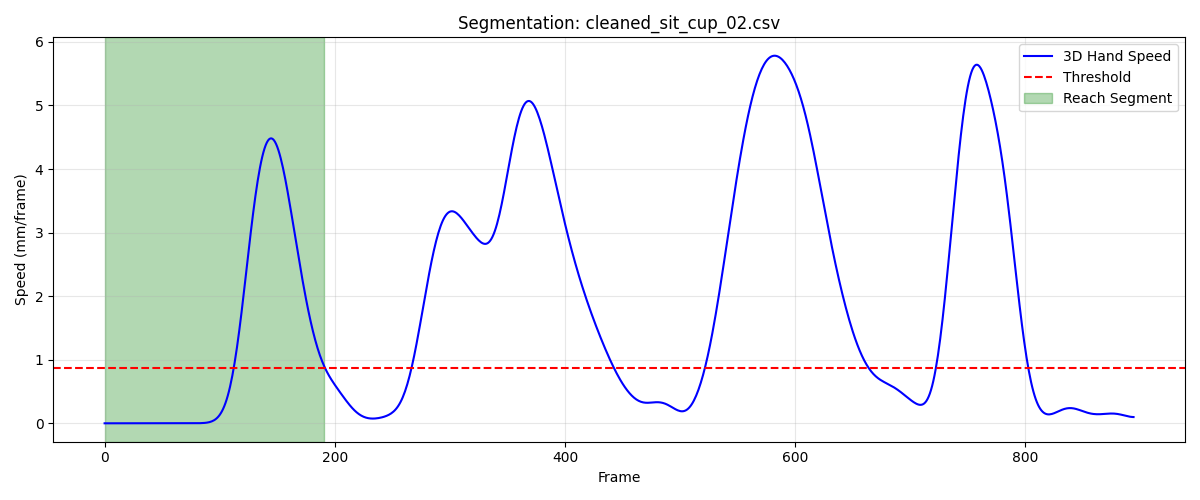 Segmentation: cleaned_sit_cup_02.csv
6
5
4
3
2
1
0
Speed (mm/frame)
3D Hand Speed
Threshold
Reach Segment
0 200 400 600 800
Frame